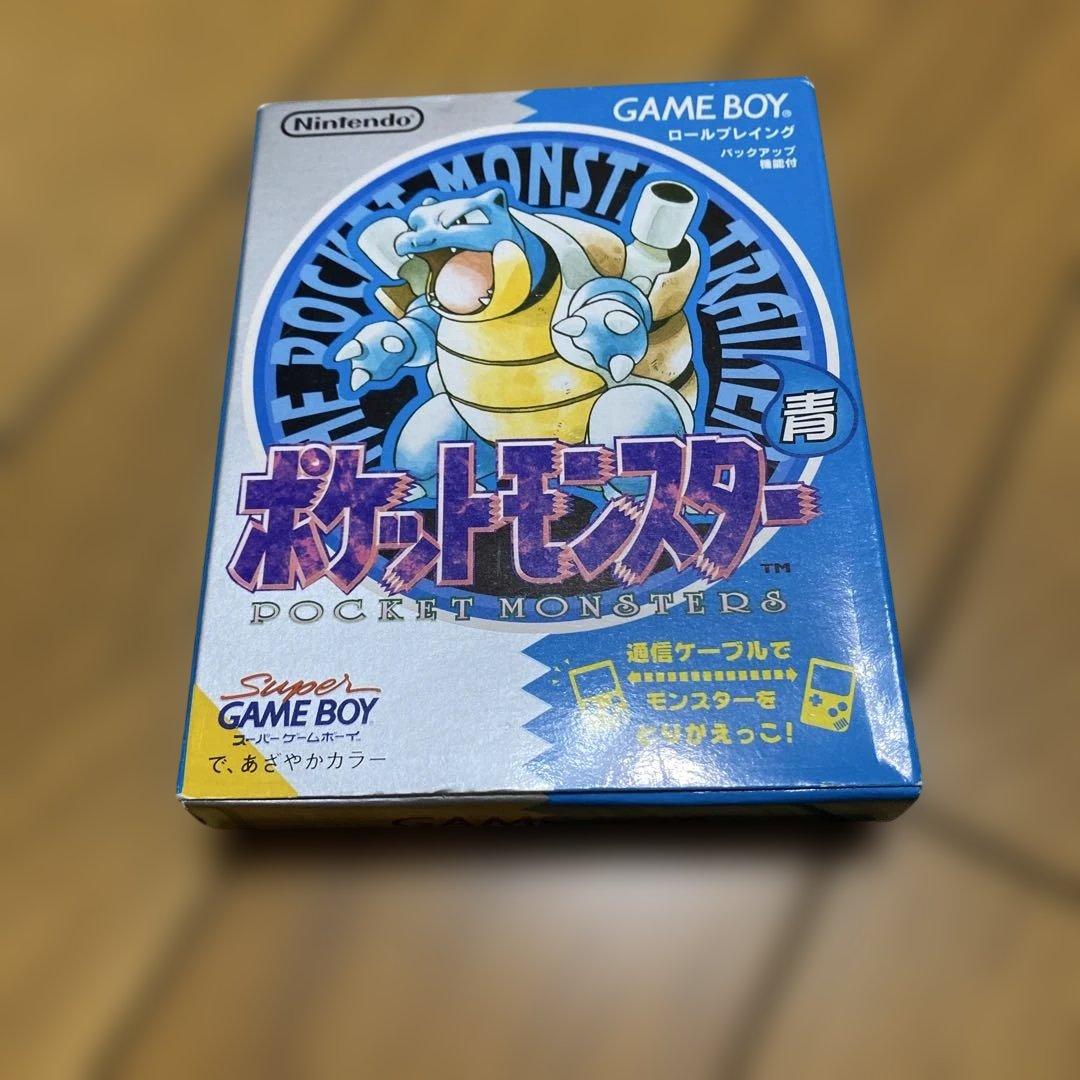 Nintendo
GAME BOY
ロールプレイング
バックアップ
機能付
THE POCKET MONSTER TRAINER
青
ポケットモンスター
TM
POCKET MONSTERS
通信ケーブルで
モンスターを
とりかえっこ!
Super
GAME BOY
スーパーゲームボーイ
で、あざやかカラー